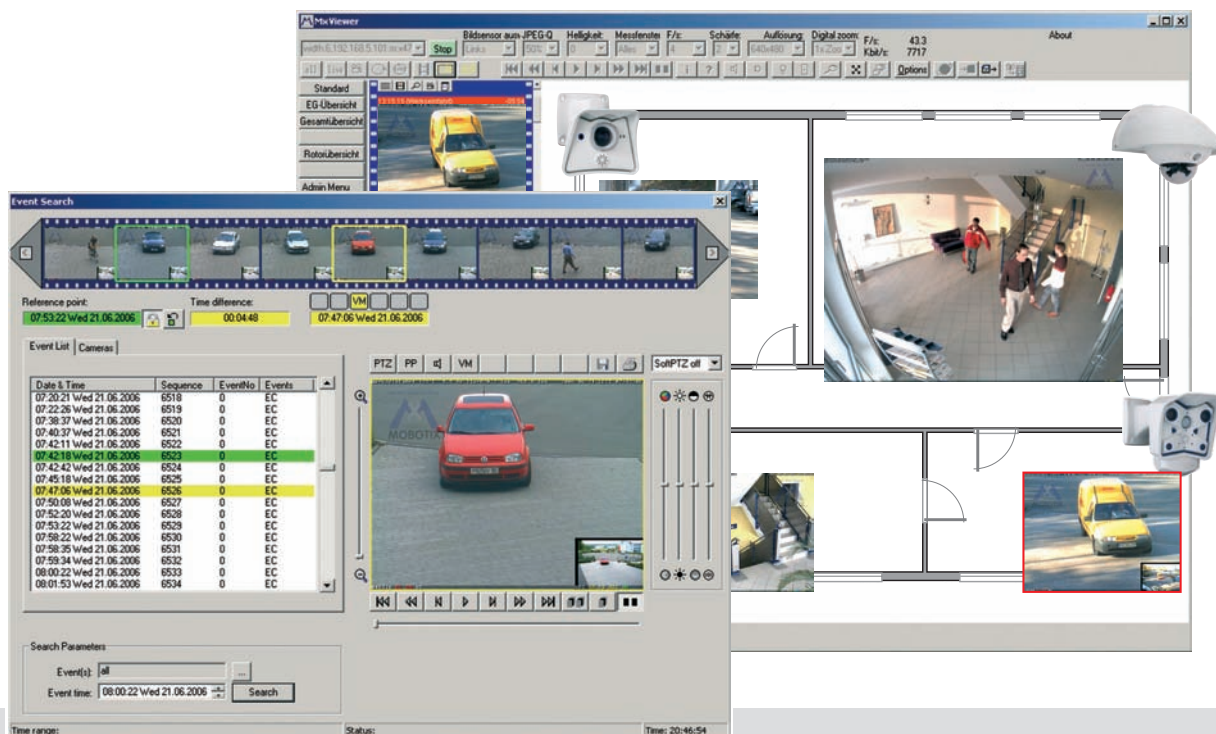 MxViewer
Bildsensor ausw JPEG-Q Helligkeit: Messfenster F/s: Schärfe: Auflösung: Digital zoom: F/s: 43.3 About
Stop Links 50% 0 Alles 4 2 640x480 1x Zoo Kbit/s: 7717
Options
Standard
EG-Übersicht
Gesamtübersicht
Rotorübersicht
Admin Menu
Event Search
Reference point: Time difference: VM
07:53:22 Wed 21.06.2006 00:04:48 07:47:06 Wed 21.06.2006
Event List Cameras
PTZ PP VM SoftPTZ off
Date & Time Sequence EventNo Events
07:20:21 Wed 21.06.2006 6518 0 EC
07:22:26 Wed 21.06.2006 6519 0 EC
07:38:37 Wed 21.06.2006 6520 0 EC
07:40:37 Wed 21.06.2006 6521 0 EC
07:42:11 Wed 21.06.2006 6522 0 EC
07:42:18 Wed 21.06.2006 6523 0 EC
07:42:42 Wed 21.06.2006 6524 0 EC
07:45:18 Wed 21.06.2006 6525 0 EC
07:47:06 Wed 21.06.2006 6526 0 EC
07:50:08 Wed 21.06.2006 6527 0 EC
07:52:20 Wed 21.06.2006 6528 0 EC
07:53:22 Wed 21.06.2006 6529 0 EC
07:58:22 Wed 21.06.2006 6530 0 EC
07:58:35 Wed 21.06.2006 6531 0 EC
07:59:34 Wed 21.06.2006 6532 0 EC
08:00:22 Wed 21.06.2006 6533 0 EC
08:01:53 Wed 21.06.2006 6534 0 EC
MOBOTIX
Search Parameters
Event(s): all ...
Event time: 08:00:22 Wed 21.06.2006 Search
Time range: Status: Time: 20:46:54